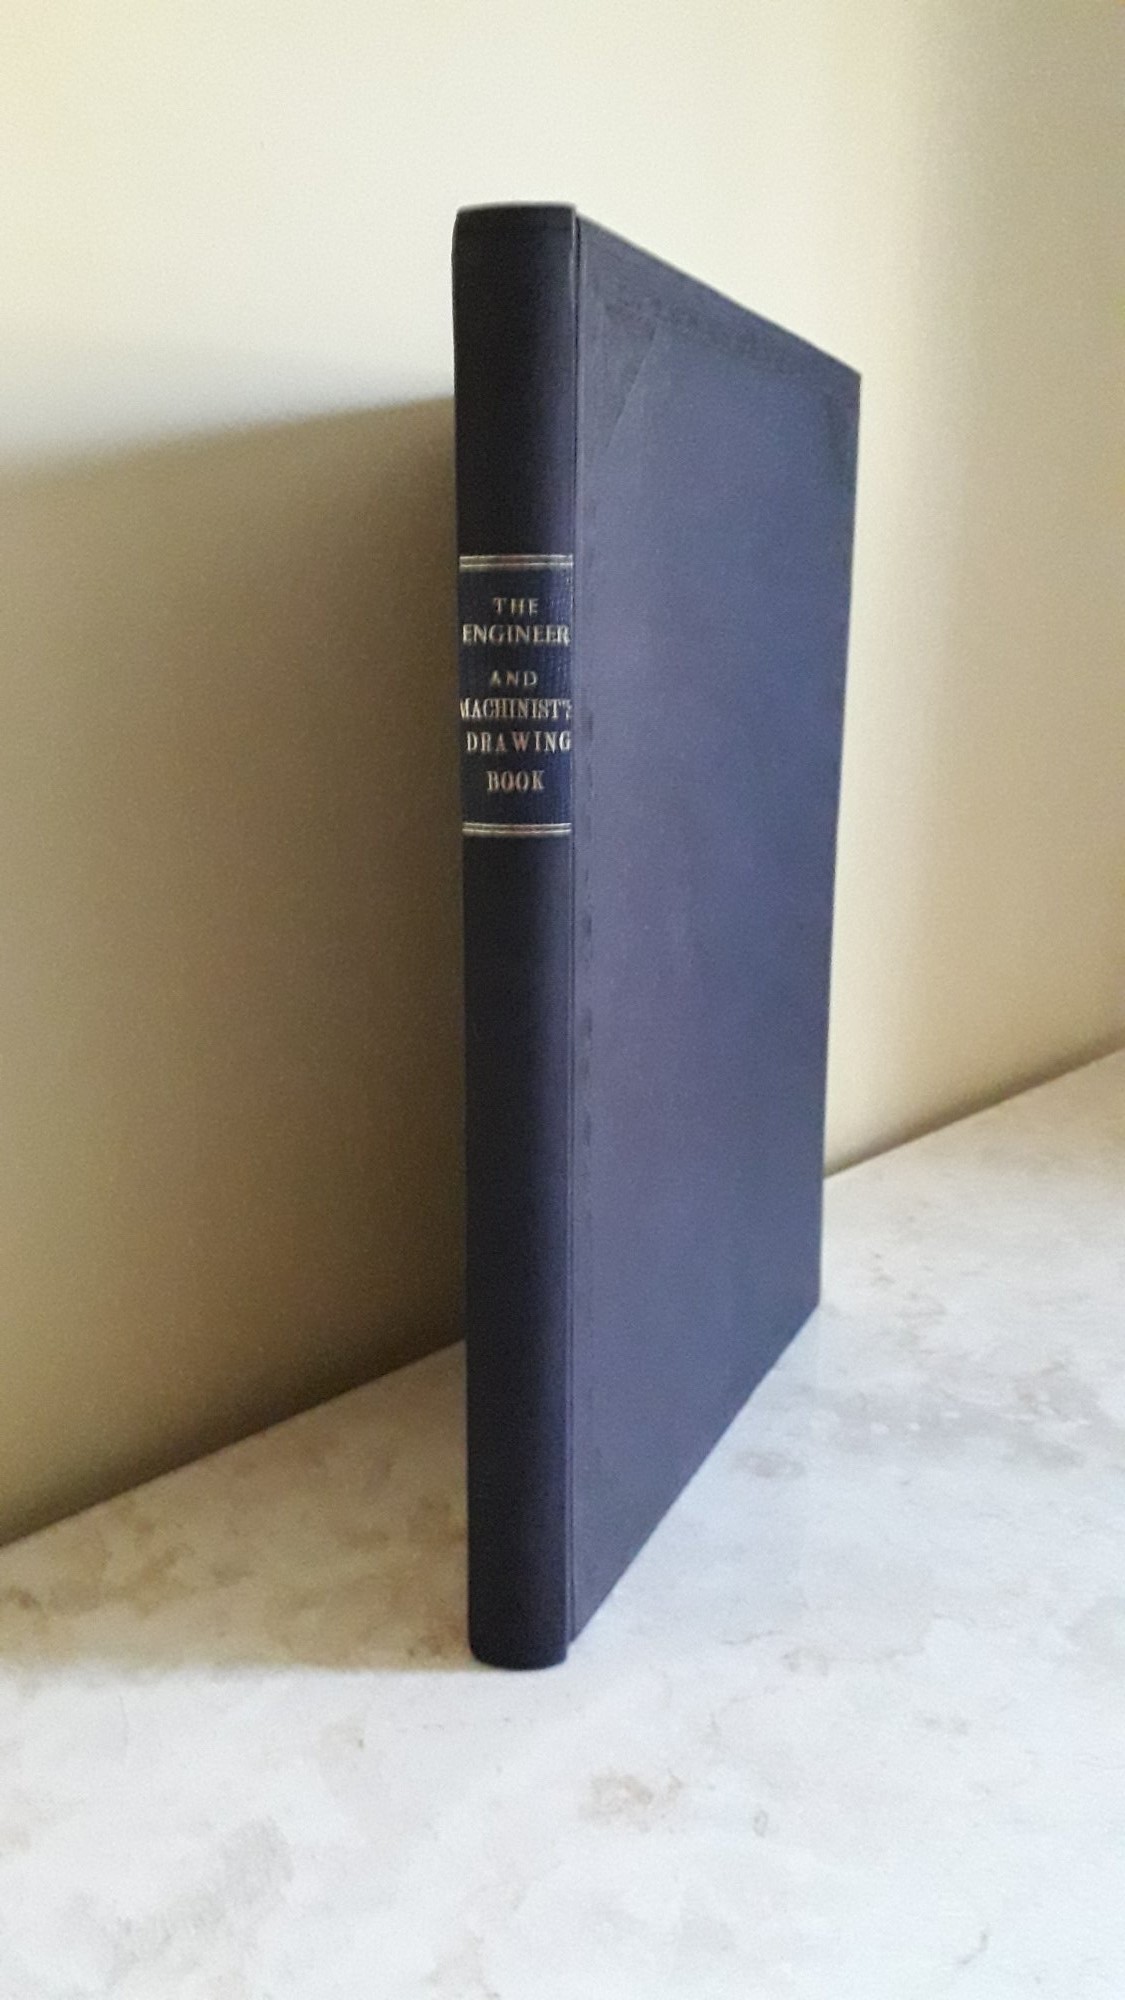 THE
ENGINEER
AND
MACHINIST'S
DRAWING
BOOK